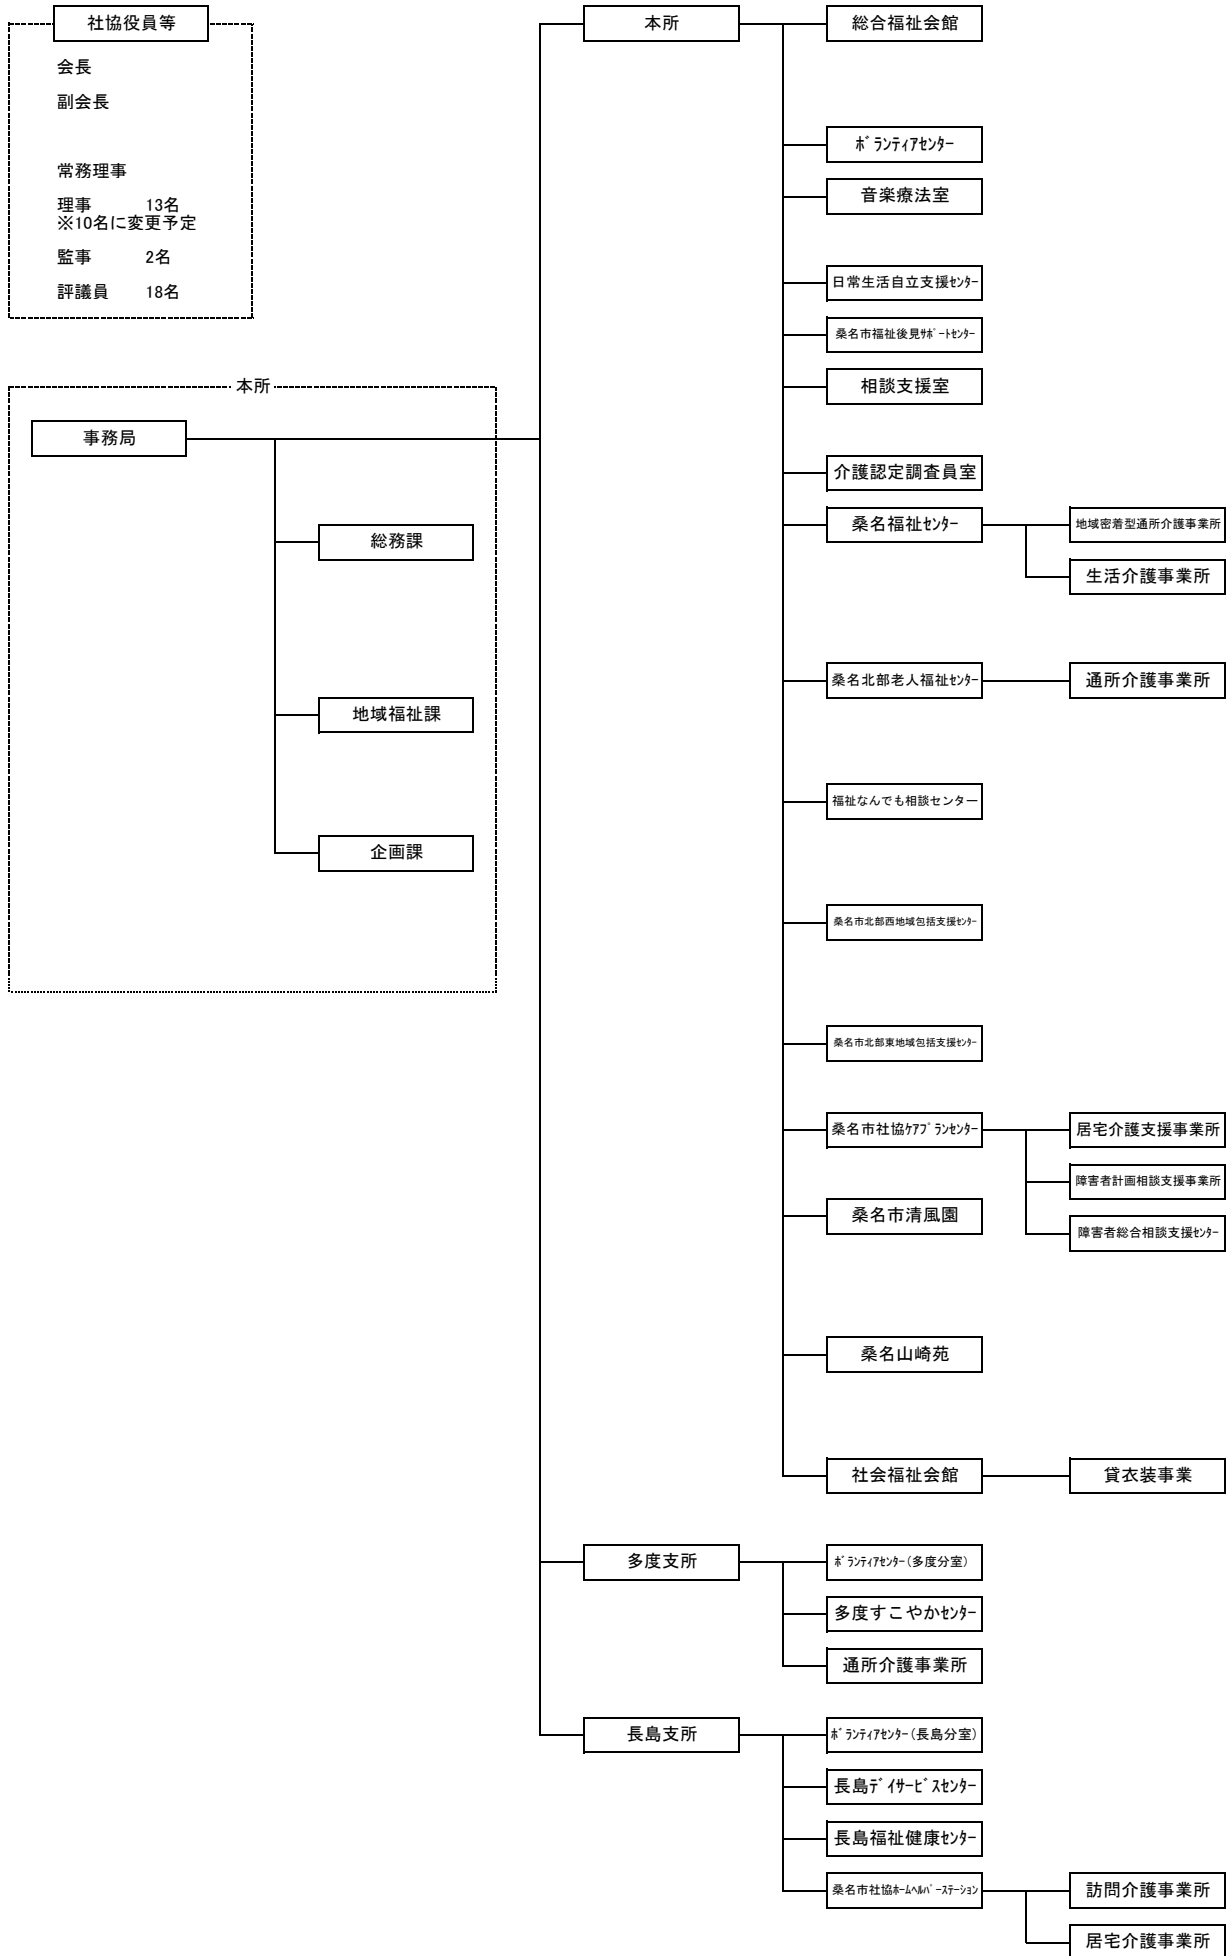 社協役員等
会長
副会長
常務理事
理事 13名
※10名に変更予定
監事 2名
評議員 18名
本所
事務局
総務課
地域福祉課
企画課
本所
総合福祉会館
ﾎﾞﾗﾝﾃｨｱｾﾝﾀｰ
音楽療法室
日常生活自立支援ｾﾝﾀｰ
桑名市福祉後見ｻﾎﾟｰﾄｾﾝﾀｰ
相談支援室
介護認定調査員室
桑名福祉ｾﾝﾀｰ
地域密着型通所介護事業所
生活介護事業所
桑名北部老人福祉ｾﾝﾀｰ
通所介護事業所
福祉なんでも相談センター
桑名市北部西地域包括支援ｾﾝﾀｰ
桑名市北部東地域包括支援ｾﾝﾀｰ
桑名市社協ｹｱﾌﾟﾗﾝｾﾝﾀｰ
居宅介護支援事業所
障害者計画相談支援事業所
障害者総合相談支援ｾﾝﾀｰ
桑名市清風園
桑名山崎苑
社会福祉会館
貸衣装事業
多度支所
ﾎﾞﾗﾝﾃｨｱｾﾝﾀｰ(多度分室)
多度すこやかｾﾝﾀｰ
通所介護事業所
長島支所
ﾎﾞﾗﾝﾃｨｱｾﾝﾀｰ(長島分室)
長島ﾃﾞｲｻｰﾋﾞｽｾﾝﾀｰ
長島福祉健康ｾﾝﾀｰ
桑名市社協ﾎｰﾑﾍﾙﾊﾟｰｽﾃｰｼｮﾝ
訪問介護事業所
居宅介護事業所